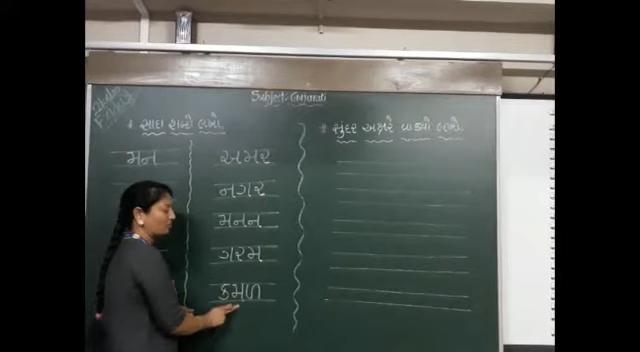 Subject:- Gujarati
* સાદા શબ્દો લખો.
મન
અમર
નગર
મનન
ગરમ
કમળ
* સુંદર અક્ષરે વાક્યો લખો.